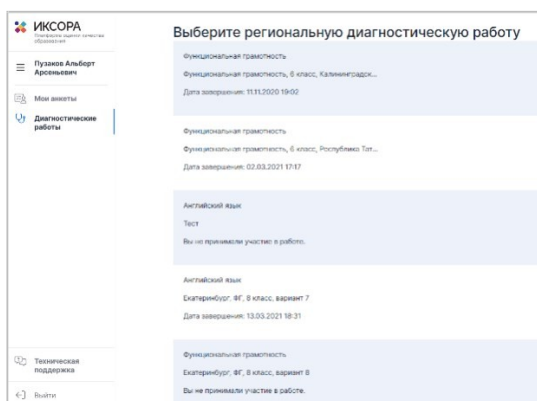 ИКСОРА
Платформа оценки качества
образования
Пузаков Альберт
Арсеньевич
Мои анкеты
Диагностические
работы
Техническая
поддержка
Выйти
Выберите региональную диагностическую работу
Функциональная грамотность
Функциональная грамотность, 6 класс, Калининградск...
Дата завершения: 11.11.2020 19:02
Функциональная грамотность
Функциональная грамотность, 6 класс, Республика Тат...
Дата завершения: 02.03.2021 17:17
Английский язык
Тест
Вы не принимали участие в работе.
Английский язык
Екатеринбург, ФГ, 8 класс, вариант 7
Дата завершения: 13.03.2021 18:31
Функциональная грамотность
Екатеринбург, ФГ, 8 класс, вариант 8
Вы не принимали участие в работе.